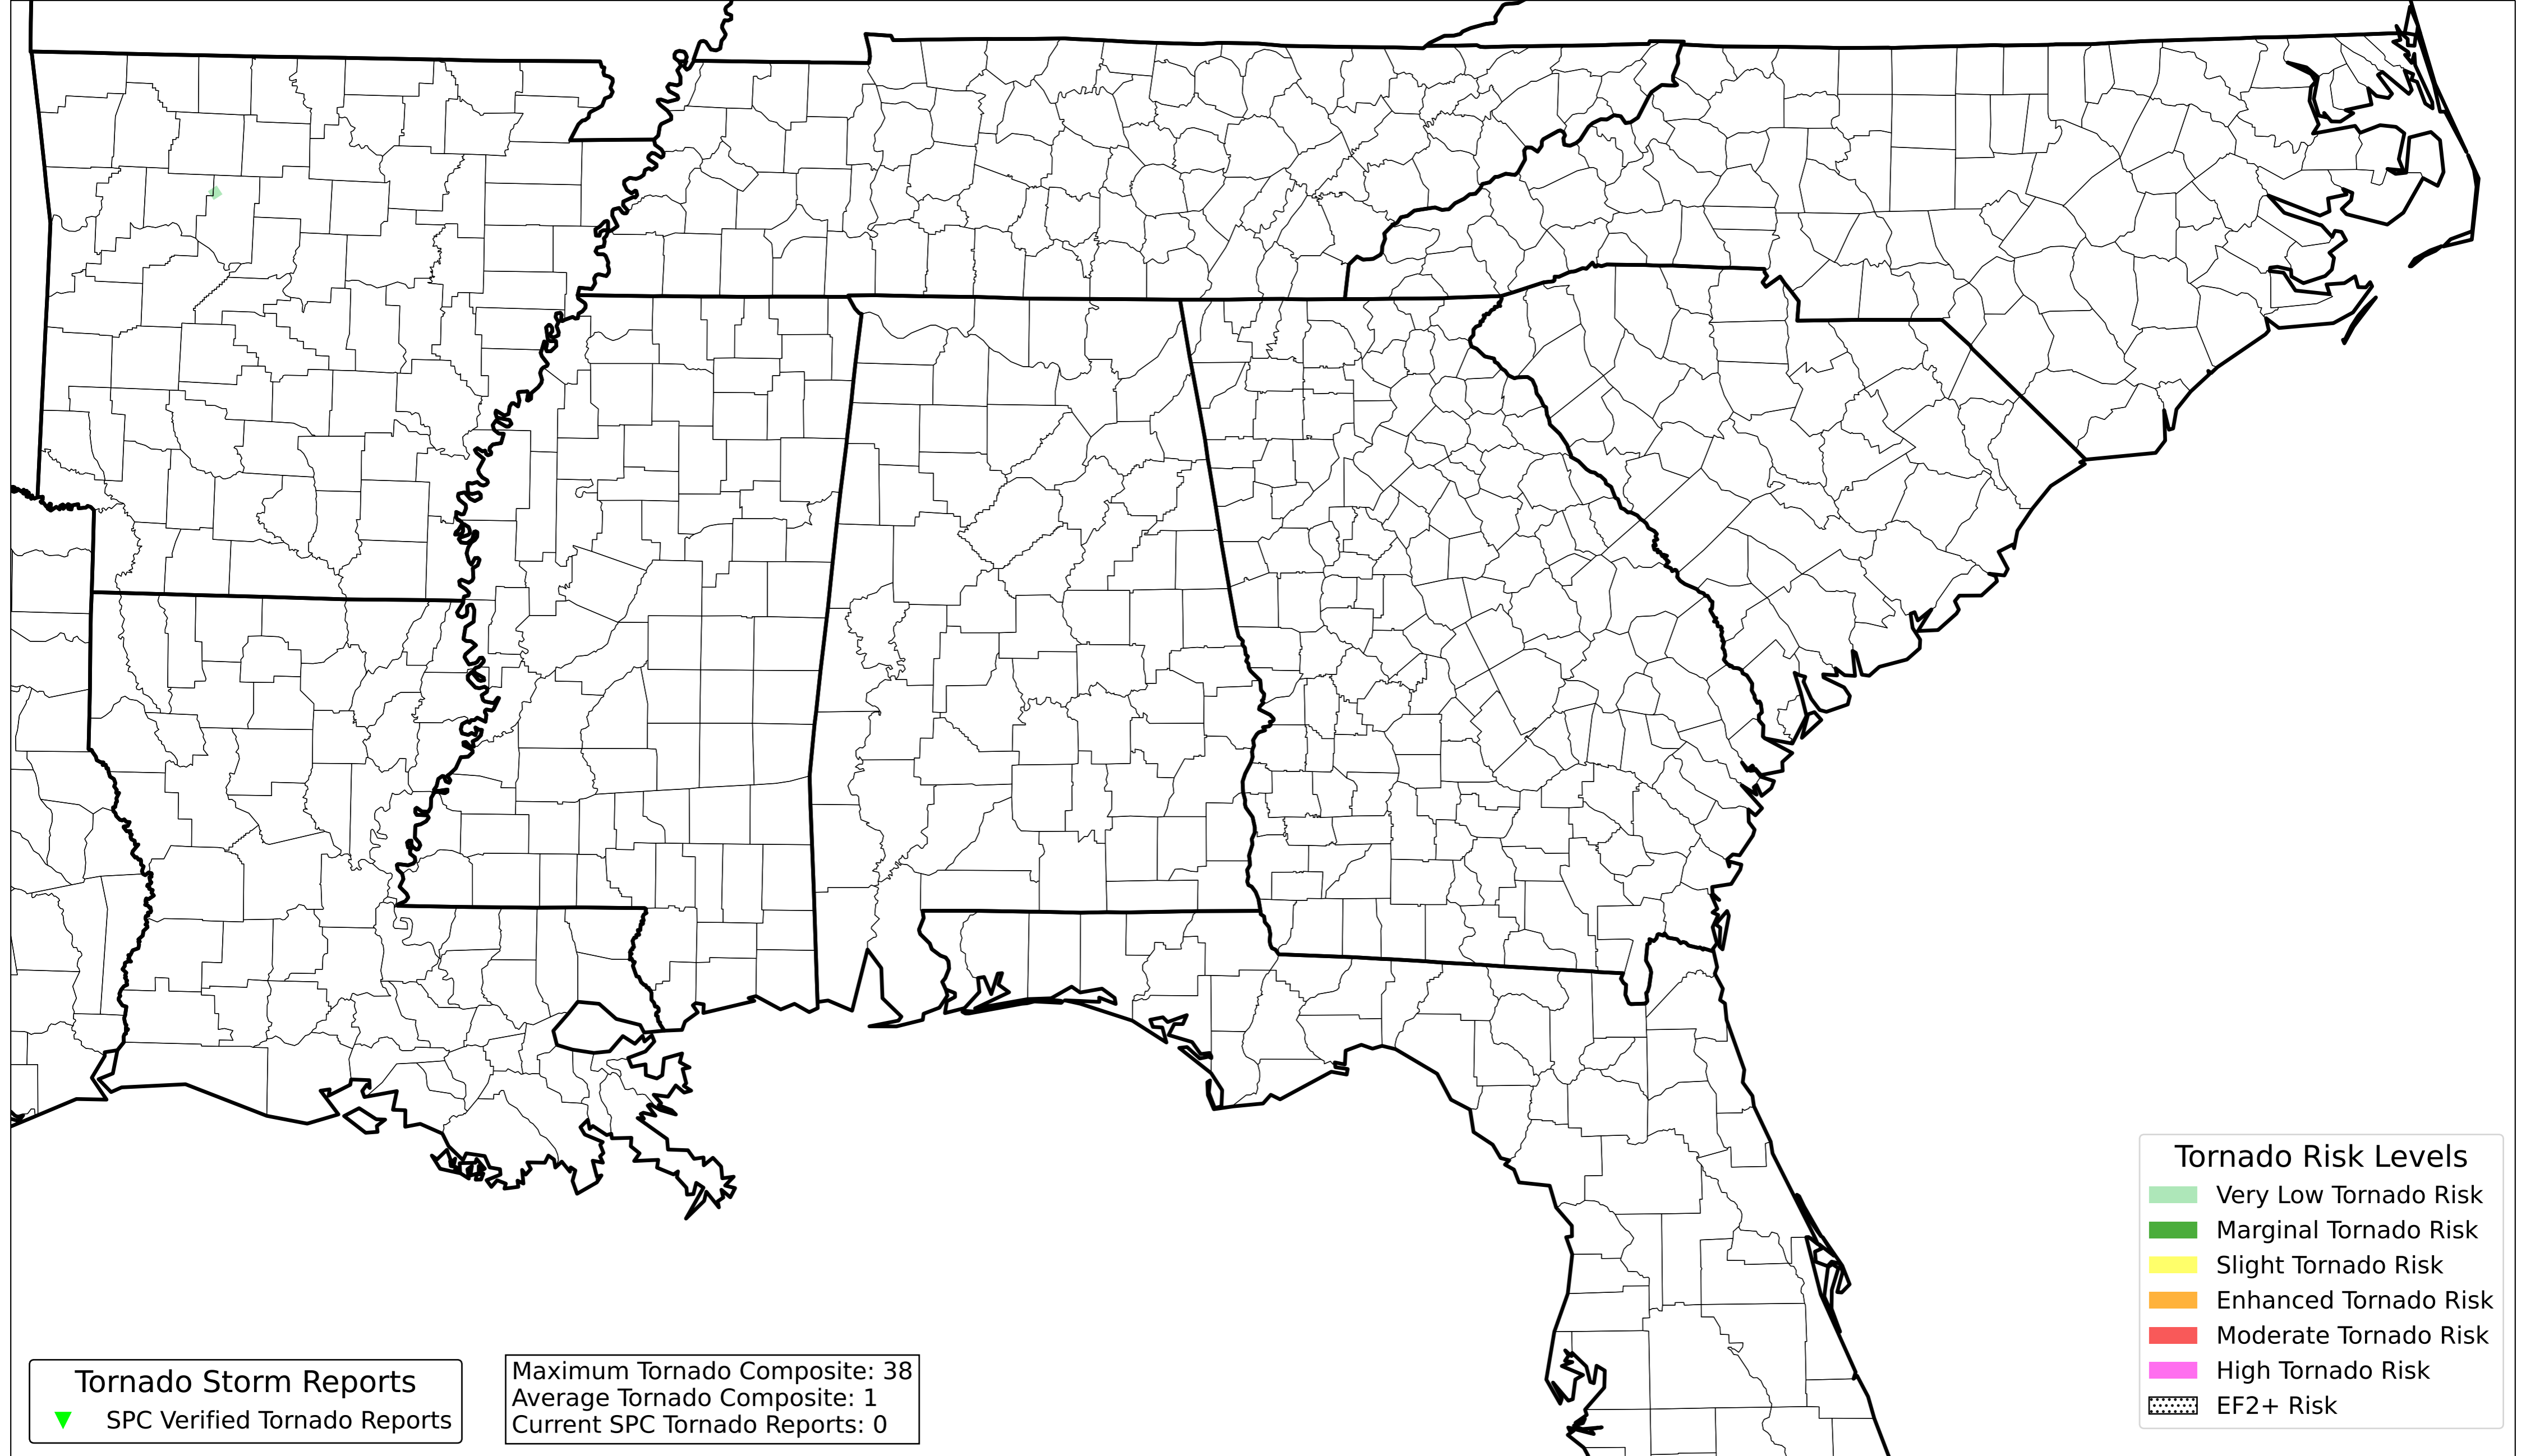 Tornado Risk Levels
Very Low Tornado Risk
Marginal Tornado Risk
Slight Tornado Risk
Enhanced Tornado Risk
Moderate Tornado Risk
High Tornado Risk
EF2+ Risk
Tornado Storm Reports
SPC Verified Tornado Reports
Maximum Tornado Composite: 38
Average Tornado Composite: 1
Current SPC Tornado Reports: 0